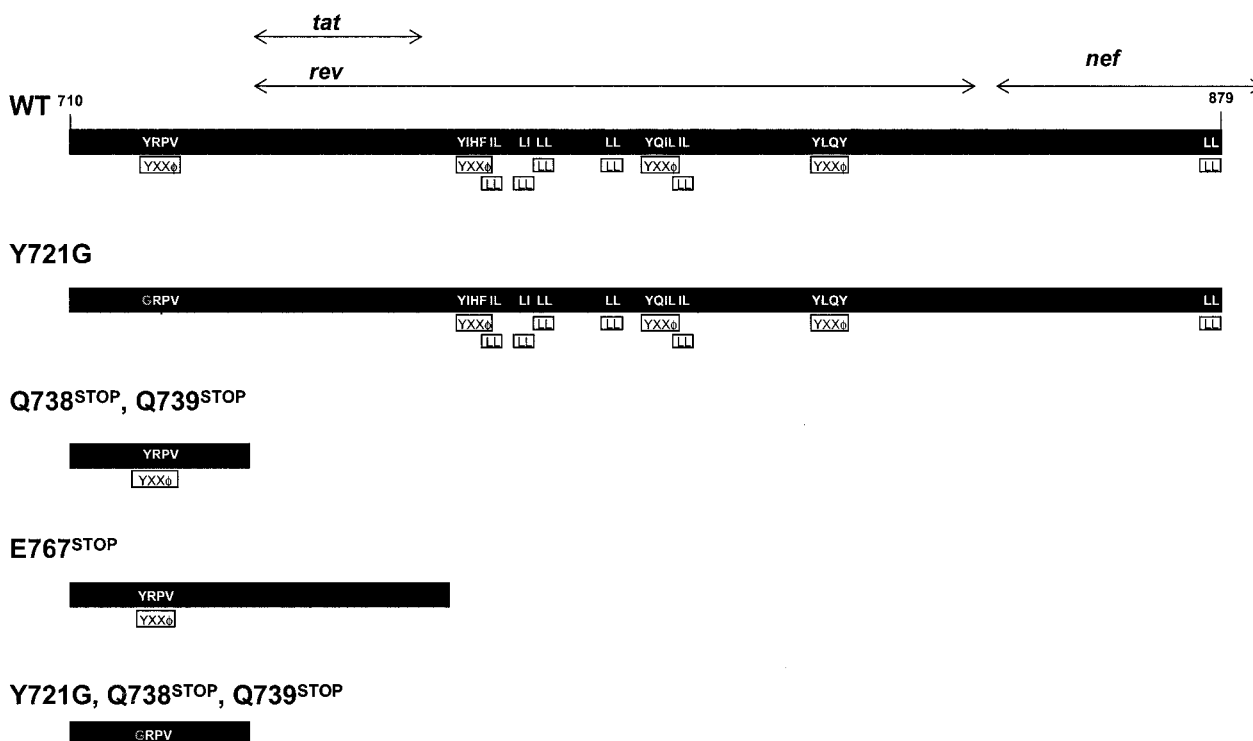 tat
rev
nef
WT 710
879
YRPV YIHF IL LI LL LL YQIL IL YLQY LL
YXXϕ YXXϕ LL LL YXXϕ YXXϕ LL
LL LL LL
Y721G
GRPV YIHF IL LI LL LL YQIL IL YLQY LL
YXXϕ LL LL YXXϕ YXXϕ LL
LL LL LL
Q738STOP, Q739STOP
YRPV
YXXϕ
E767STOP
YRPV
YXXϕ
Y721G, Q738STOP, Q739STOP
GRPV